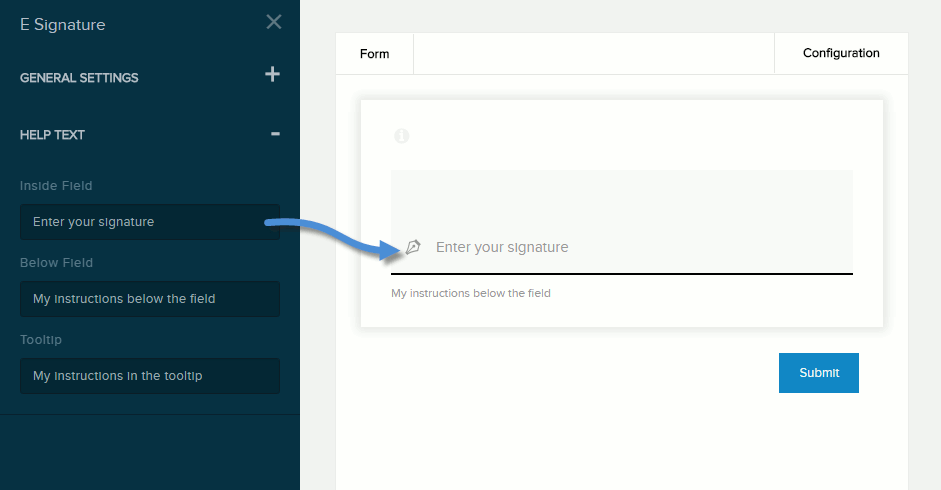 E Signature
GENERAL SETTINGS
HELP TEXT
Inside Field
Enter your signature
Below Field
My instructions below the field
Tooltip
My instructions in the tooltip
Form
Configuration
Enter your signature
My instructions below the field
Submit